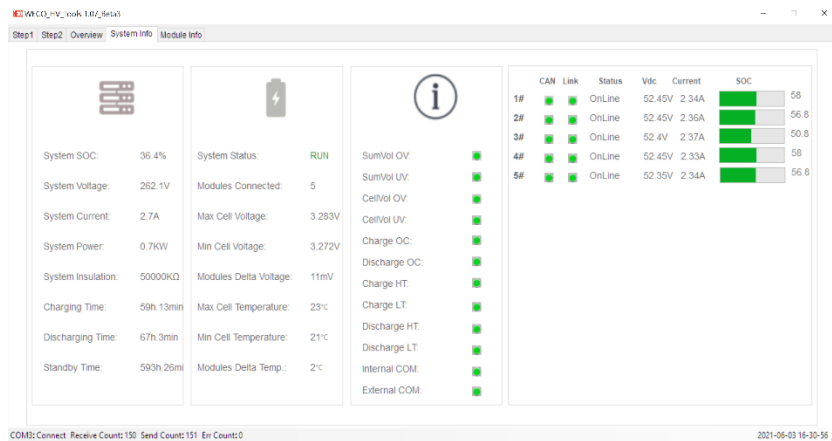 WECO_HV_Tools 1.07_Beta3
Step1 Step2 Overview System Info Module Info
System SOC: 36.4%
System Voltage: 262.1V
System Current: 2.7A
System Power: 0.7KW
System Insulation: 50000KΩ
Charging Time: 59h.13min
Discharging Time: 67h.3min
Standby Time: 593h.26mi
System Status: RUN
Modules Connected: 5
Max Cell Voltage: 3.283V
Min Cell Voltage: 3.272V
Modules Delta Voltage: 11mV
Max Cell Temperature: 23℃
Min Cell Temperature: 21℃
Modules Delta Temp.: 2℃
i
SumVol OV:
SumVol UV:
CellVol OV:
CellVol UV:
Charge OC:
Discharge OC:
Charge HT:
Charge LT:
Discharge HT:
Discharge LT:
Internal COM:
External COM:
CAN Link Status Vdc Current SOC
1# OnLine 52.45V 2.34A 58
2# OnLine 52.45V 2.36A 56.8
3# OnLine 52.4V 2.37A 50.8
4# OnLine 52.45V 2.33A 58
5# OnLine 52.35V 2.34A 56.8
COM3: Connect Receive Count: 150 Send Count: 151 Err Count: 0
2021-06-03 16-30-56